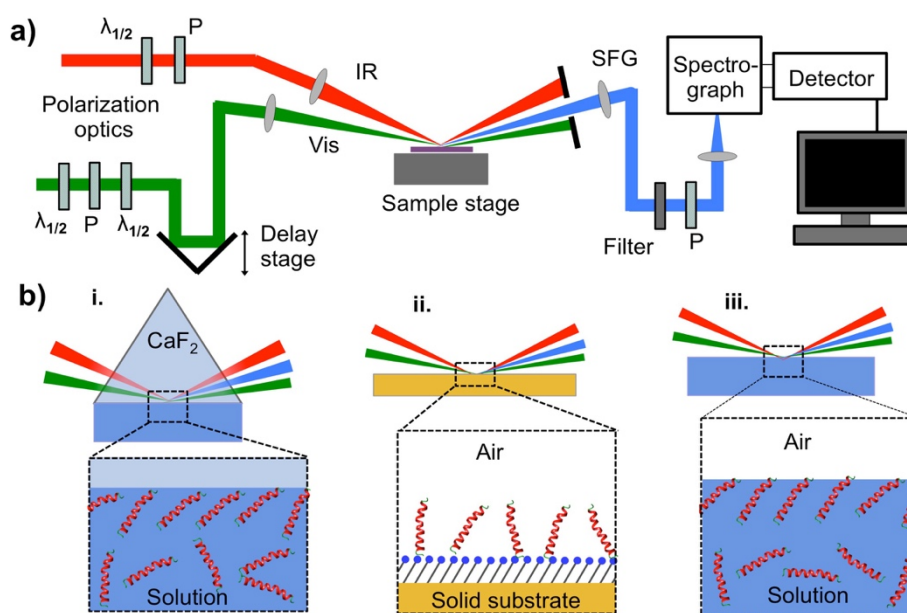 a)
λ1/2
P
IR
SFG
Spectro-
graph
Detector
Polarization
optics
Vis
λ1/2
P
λ1/2
Delay
stage
Sample stage
Filter
P
b)
i.
CaF2
ii.
iii.
Air
Air
Solution
Solid substrate
Solution